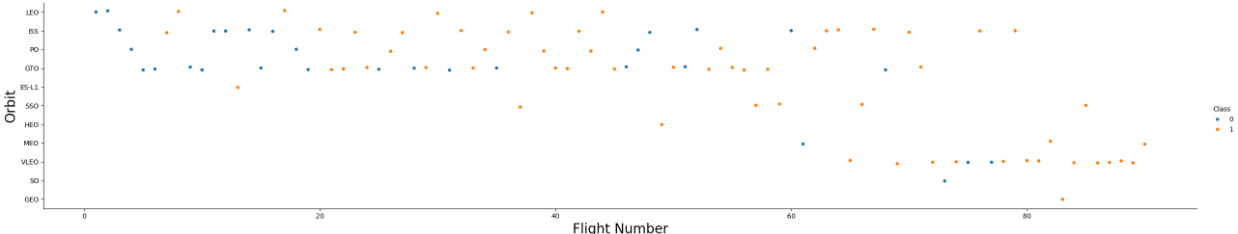 LEO
ISS
PO
GTO
ES-L1
SSO
HEO
MEO
VLEO
SO
GEO
Orbit
0
20
40
60
80
Flight Number
Class
0
1